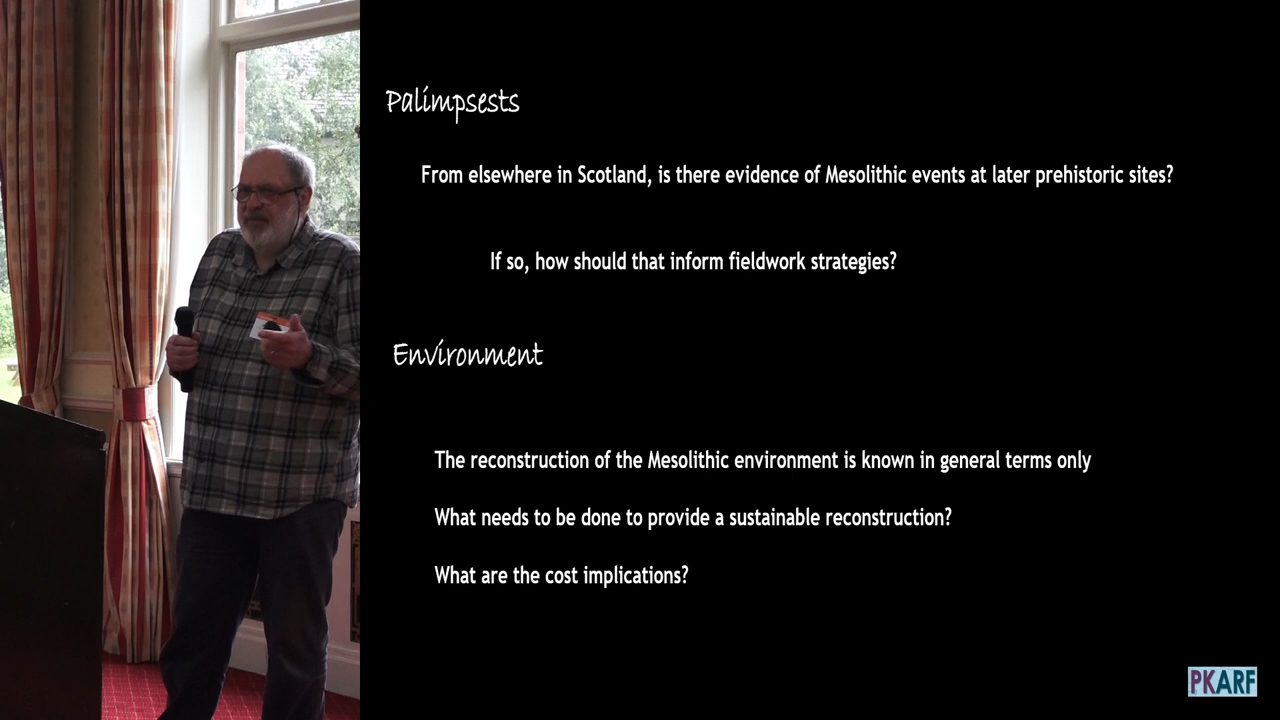 Palimpsests
From elsewhere in Scotland, is there evidence of Mesolithic events at later prehistoric sites?
If so, how should that inform fieldwork strategies?
Environment
The reconstruction of the Mesolithic environment is known in general terms only
What needs to be done to provide a sustainable reconstruction?
What are the cost implications?
PKARF